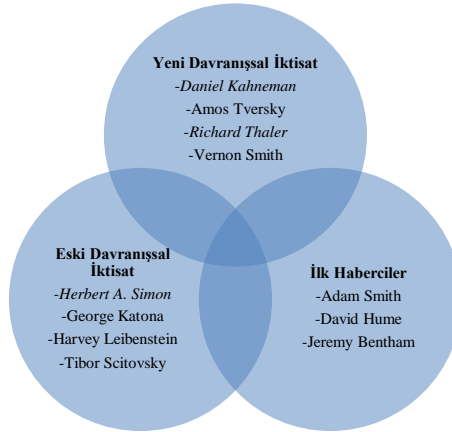 Yeni Davranışsal İktisat
-Daniel Kahneman
-Amos Tversky
-Richard Thaler
-Vernon Smith
Eski Davranışsal
İktisat
-Herbert A. Simon
-George Katona
-Harvey Leibenstein
-Tibor Scitovsky
İlk Haberciler
-Adam Smith
-David Hume
-Jeremy Bentham